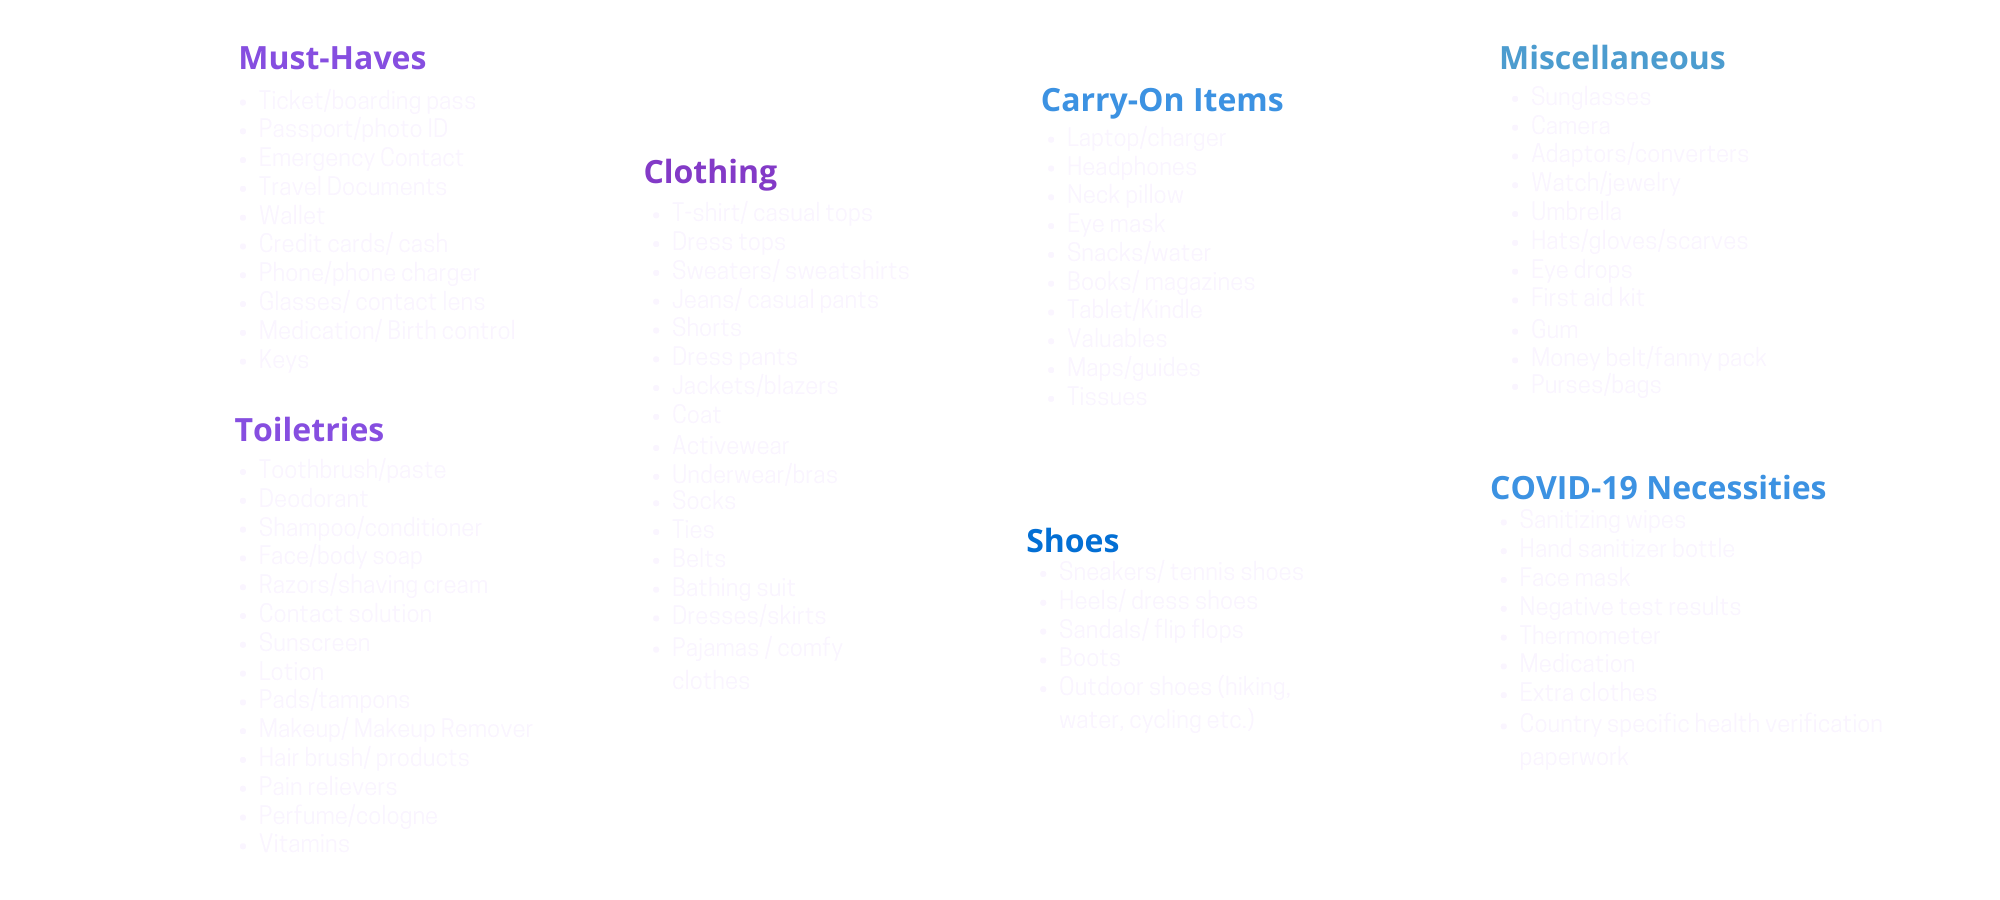 Must-Haves
• Ticket/boarding pass
• Passport/photo ID
• Emergency Contact
• Travel Documents
• Wallet
• Credit cards/ cash
• Phone/phone charger
• Glasses/ contact lens
• Medication/ Birth control
• Keys
Toiletries
• Toothbrush/paste
• Deodorant
• Shampoo/conditioner
• Face/body soap
• Razors/shaving cream
• Contact solution
• Sunscreen
• Lotion
• Pads/tampons
• Makeup/ Makeup Remover
• Hair brush/ products
• Pain relievers
• Perfume/cologne
• Vitamins
Clothing
• T-shirt/ casual tops
• Dress tops
• Sweaters/ sweatshirts
• Jeans/ casual pants
• Shorts
• Dress pants
• Jackets/blazers
• Coat
• Activewear
• Underwear/bras
• Socks
• Ties
• Belts
• Bathing suit
• Dresses/skirts
• Pajamas / comfy
clothes
Carry-On Items
• Laptop/charger
• Headphones
• Neck pillow
• Eye mask
• Snacks/water
• Books/ magazines
• Tablet/Kindle
• Valuables
• Maps/guides
• Tissues
Shoes
• Sneakers/ tennis shoes
• Heels/ dress shoes
• Sandals/ flip flops
• Boots
• Outdoor shoes (hiking,
water, cycling etc.)
Miscellaneous
• Sunglasses
• Camera
• Adaptors/converters
• Watch/jewelry
• Umbrella
• Hats/gloves/scarves
• Eye drops
• First aid kit
• Gum
• Money belt/fanny pack
• Purses/bags
COVID-19 Necessities
• Sanitizing wipes
• Hand sanitizer bottle
• Face mask
• Negative test results
• Thermometer
• Medication
• Extra clothes
• Country specific health verification
paperwork